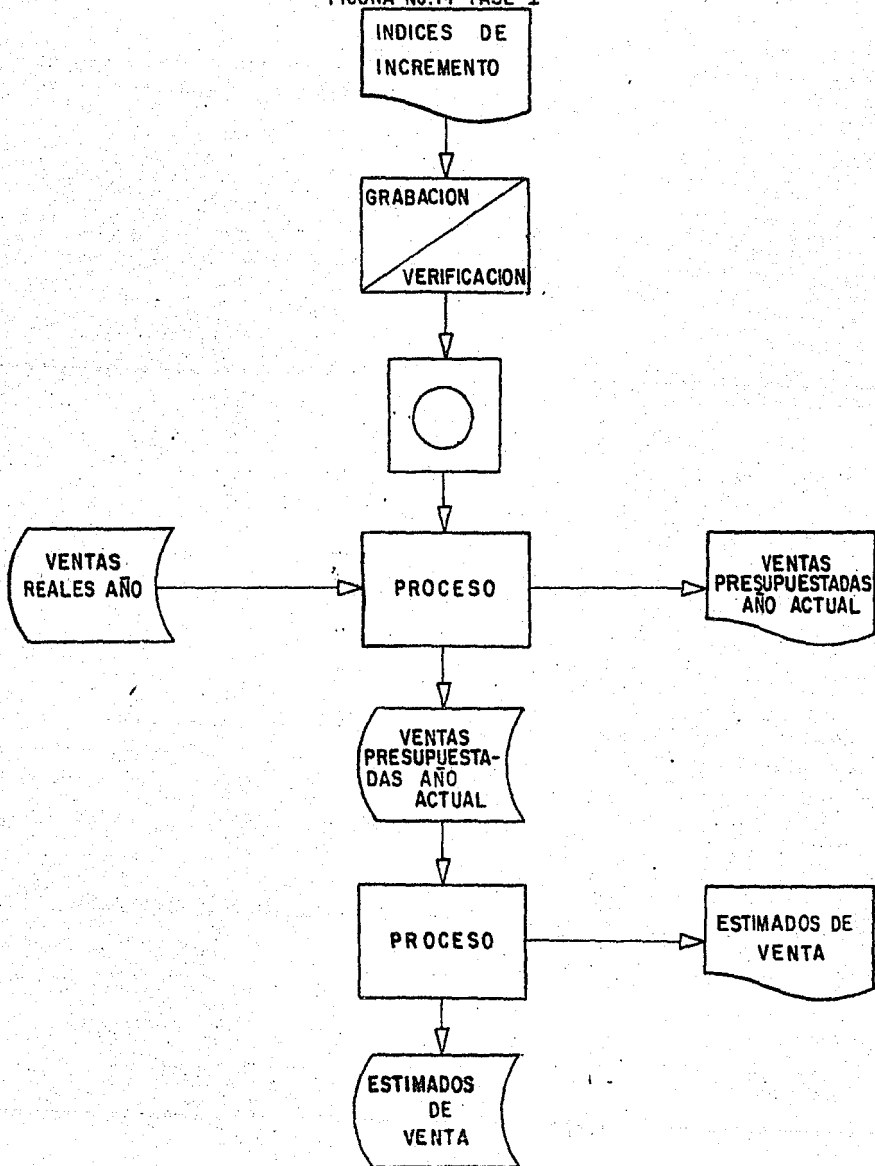 INDICES DE
INCREMENTO
GRABACION
VERIFICACION
VENTAS
REALES AÑO
PROCESO
VENTAS
PRESUPUESTADAS
AÑO ACTUAL
VENTAS
PRESUPUESTA-
DAS AÑO
ACTUAL
PROCESO
ESTIMADOS DE
VENTA
ESTIMADOS
DE
VENTA